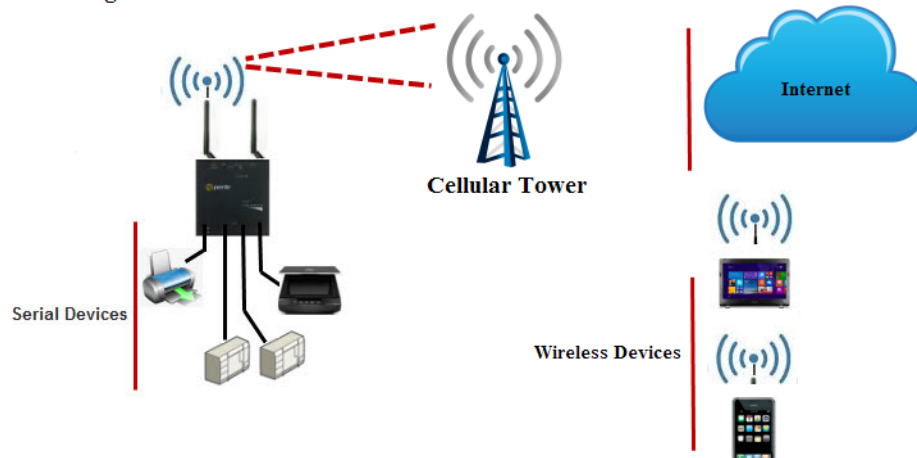 Internet
Cellular Tower
Serial Devices
Wireless Devices